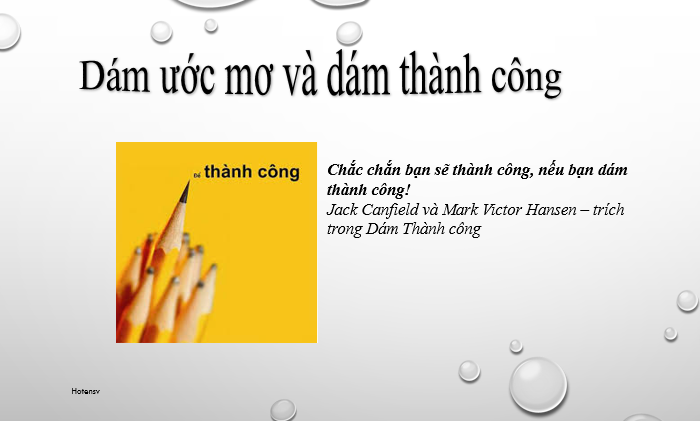 Dám ước mơ và dám thành công
Để thành công
Chắc chắn bạn sẽ thành công, nếu bạn dám
thành công!
Jack Canfield và Mark Victor Hansen – trích
trong Dám Thành công
Hotensv